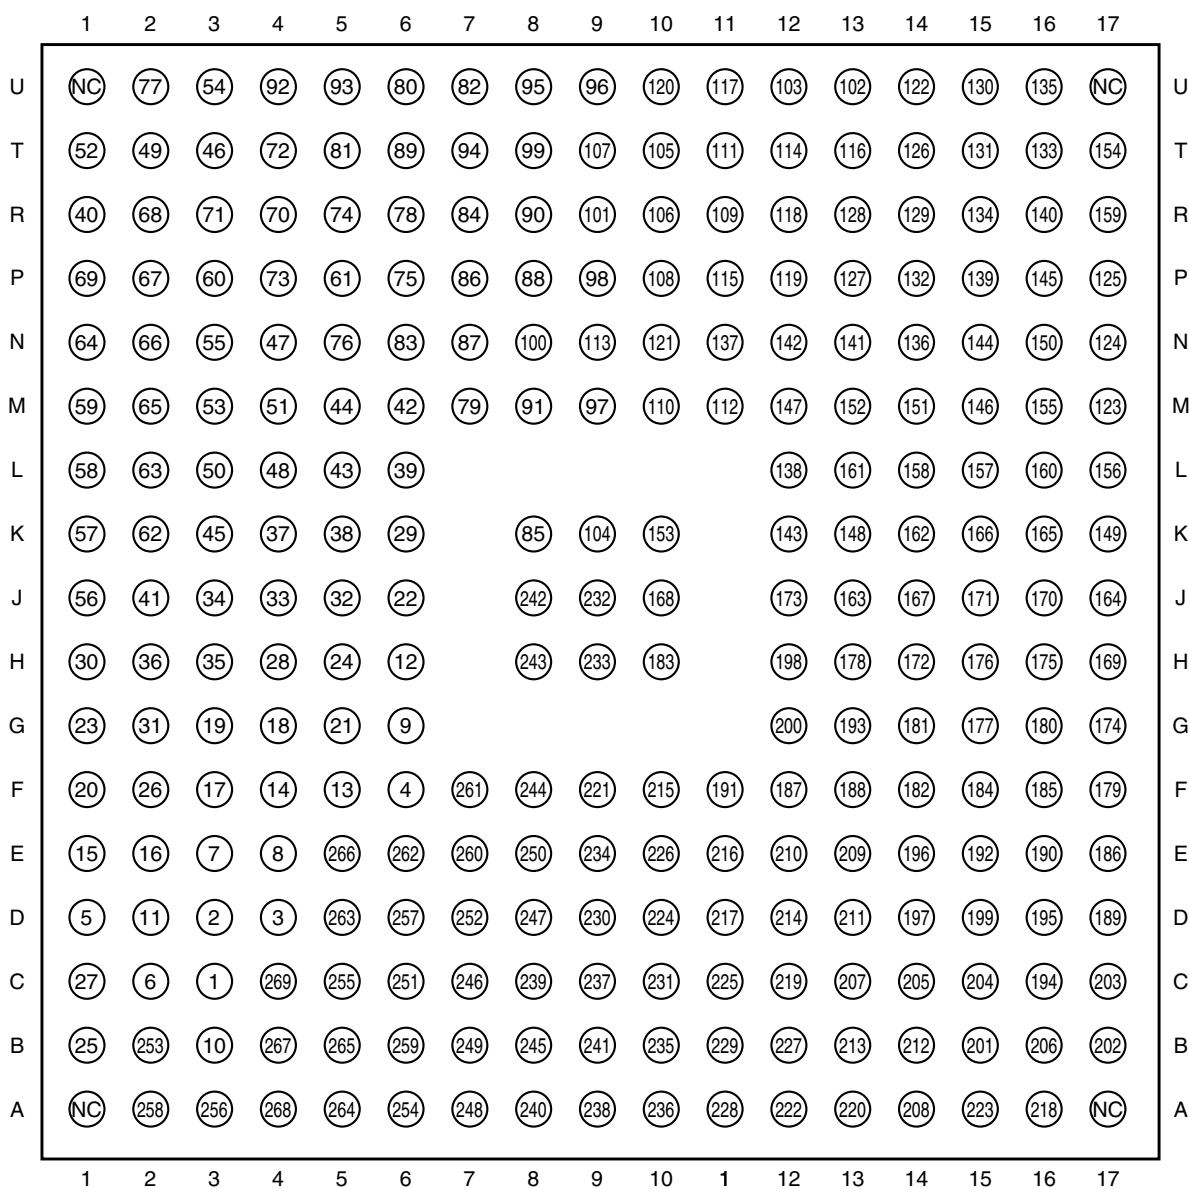 1 2 3 4 5 6 7 8 9 10 11 12 13 14 15 16 17
U NC 77 54 92 93 80 82 95 96 120 117 103 102 122 130 135 NC U
T 52 49 46 72 81 89 94 99 107 105 111 114 116 126 131 133 154 T
R 40 68 71 70 74 78 84 90 101 106 109 118 128 129 134 140 159 R
P 69 67 60 73 61 75 86 88 98 108 115 119 127 132 139 145 125 P
N 64 66 55 47 76 83 87 100 113 121 137 142 141 136 144 150 124 N
M 59 65 53 51 44 42 79 91 97 110 112 147 152 151 146 155 123 M
L 58 63 50 48 43 39 138 161 158 157 160 156 L
K 57 62 45 37 38 29 85 104 153 143 148 162 166 165 149 K
J 56 41 34 33 32 22 242 232 168 173 163 167 171 170 164 J
H 30 36 35 28 24 12 243 233 183 198 178 172 176 175 169 H
G 23 31 19 18 21 9 200 193 181 177 180 174 G
F 20 26 17 14 13 4 261 244 221 215 191 187 188 182 184 185 179 F
E 15 16 7 8 266 262 260 250 234 226 216 210 209 196 192 190 186 E
D 5 11 2 3 263 257 252 247 230 224 217 214 211 197 199 195 189 D
C 27 6 1 269 255 251 246 239 237 231 225 219 207 205 204 194 203 C
B 25 253 10 267 265 259 249 245 241 235 229 227 213 212 201 206 202 B
A NC 258 256 268 264 254 248 240 238 236 228 222 220 208 223 218 NC A
1 2 3 4 5 6 7 8 9 10 1 12 13 14 15 16 17